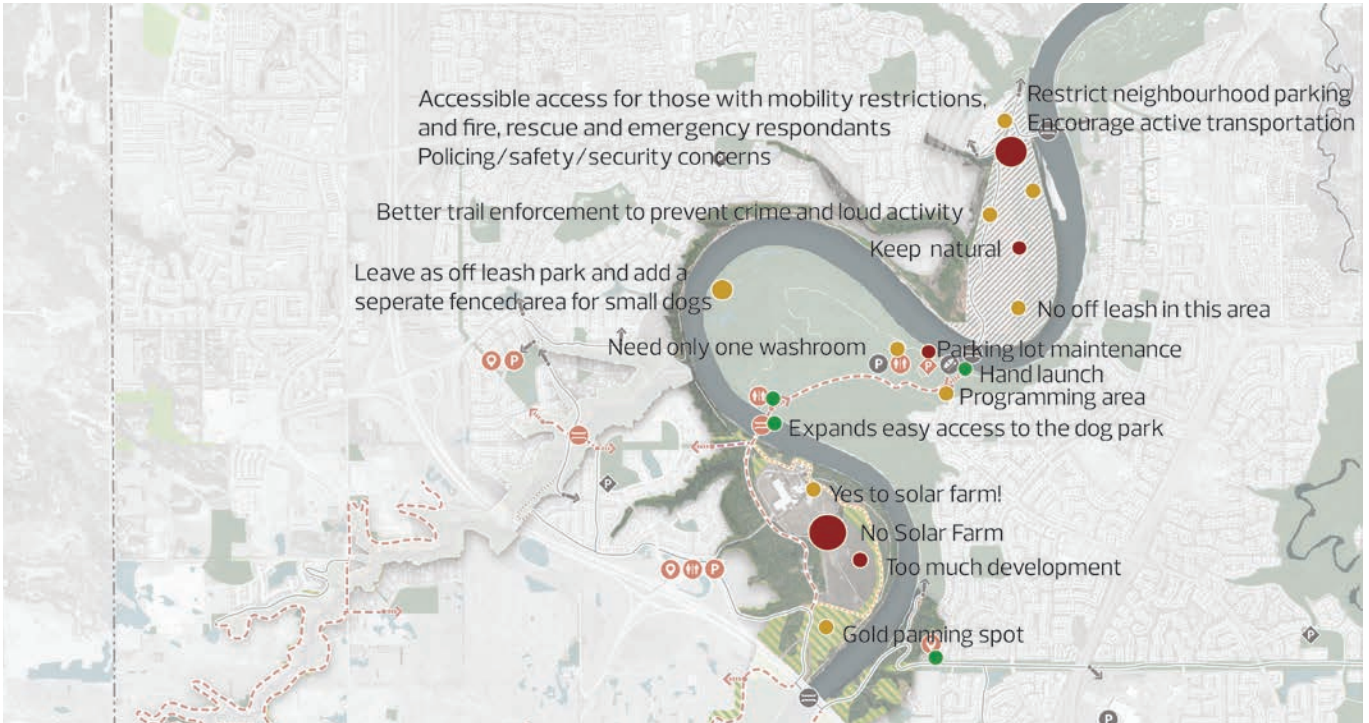 Accessible access for those with mobility restrictions,
and fire, rescue and emergency respondants
Policing/safety/security concerns
Restrict neighbourhood parking
Encourage active transportation
Better trail enforcement to prevent crime and loud activity
Keep natural
Leave as off leash park and add a
seperate fenced area for small dogs
No off leash in this area
Need only one washroom
Parking lot maintenance
P
P
P
Hand launch
Programming area
Expands easy access to the dog park
P
Yes to solar farm!
No Solar Farm
Too much development
P
Gold panning spot
P
P